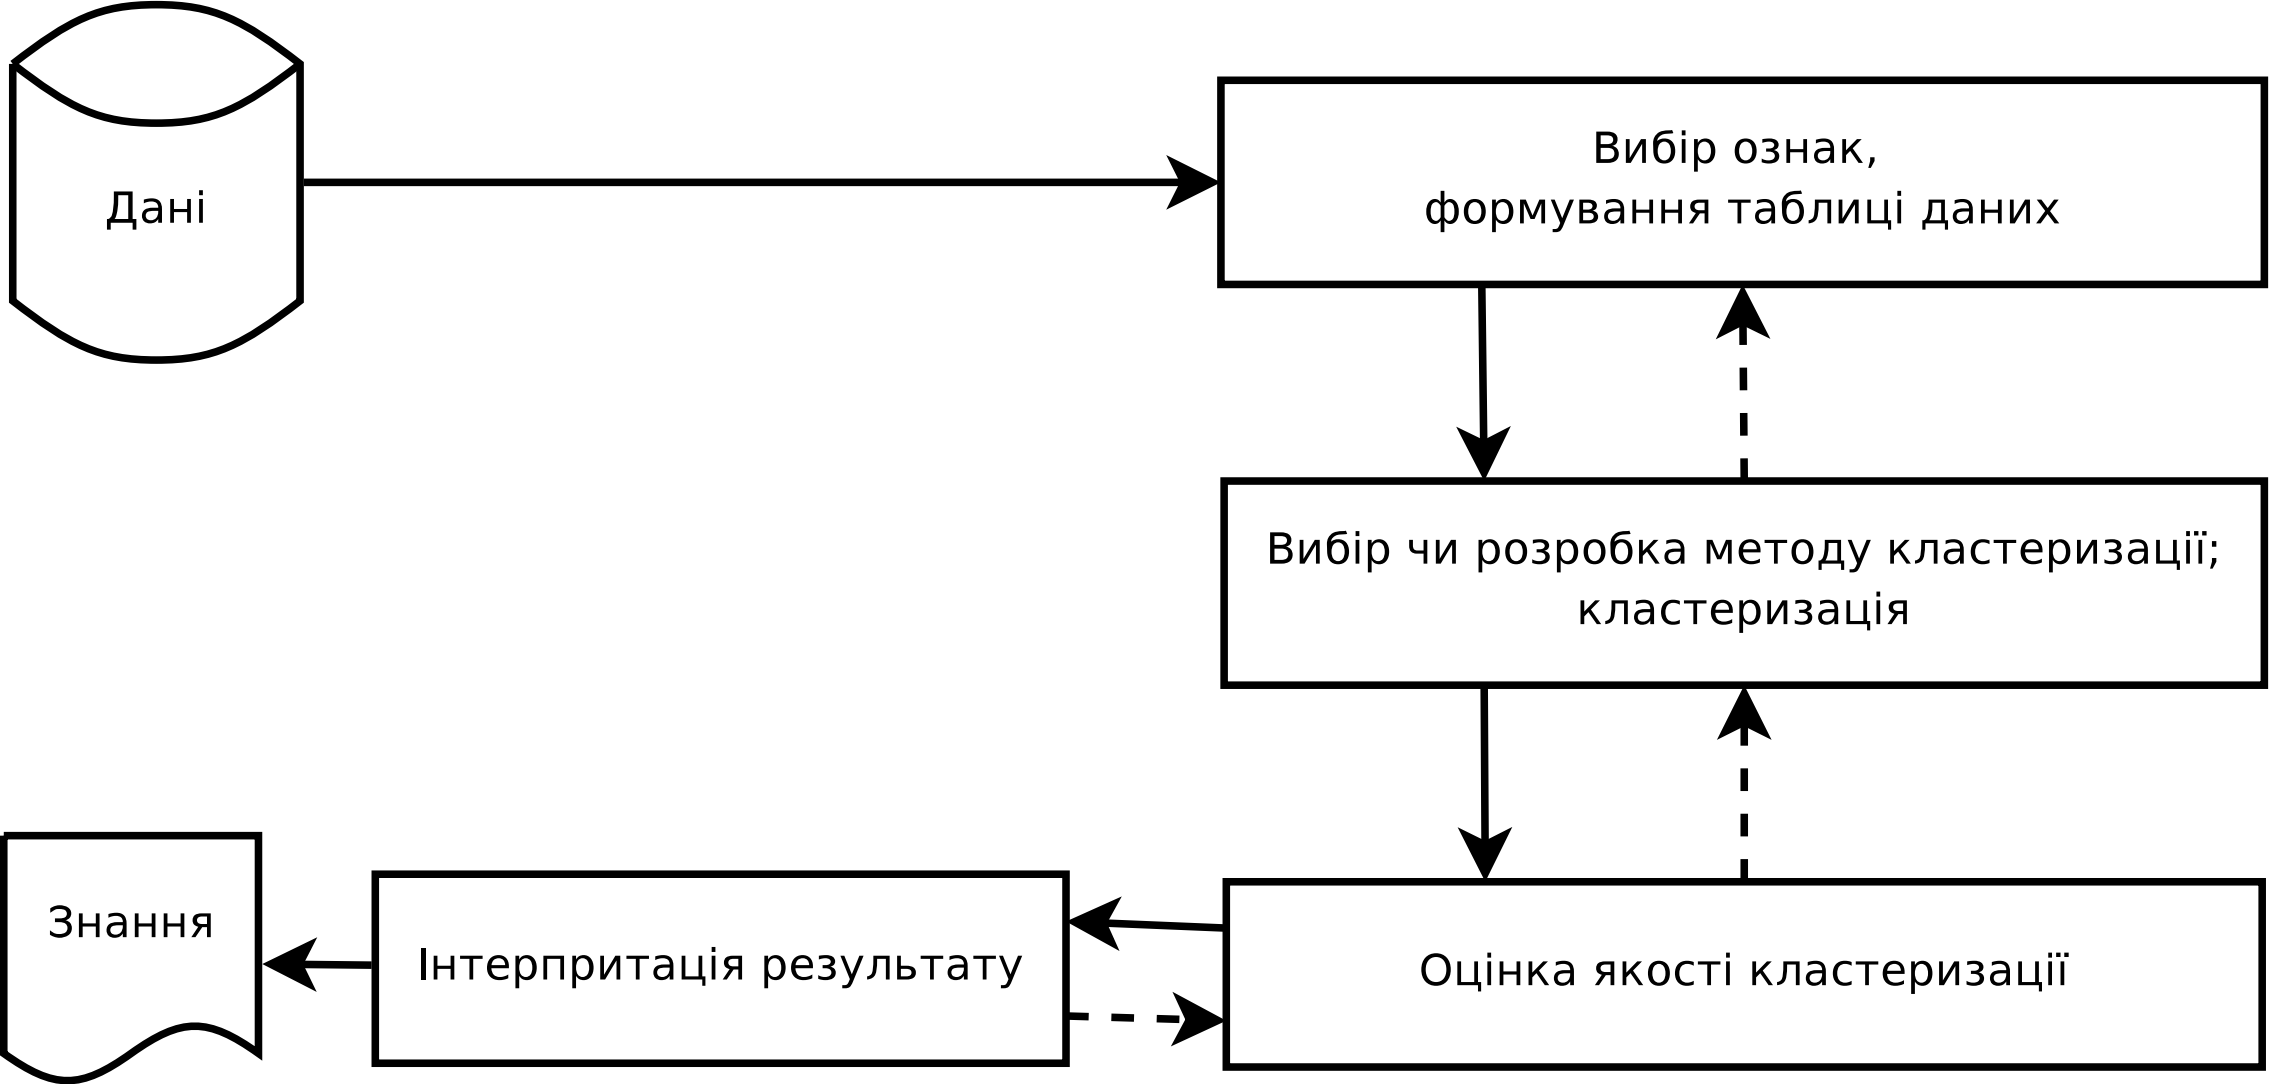 Дані
Вибір ознак,
формування таблиці даних
Вибір чи розробка методу кластеризації;
кластеризація
Оцінка якості кластеризації
Інтерпритація результату
Знання